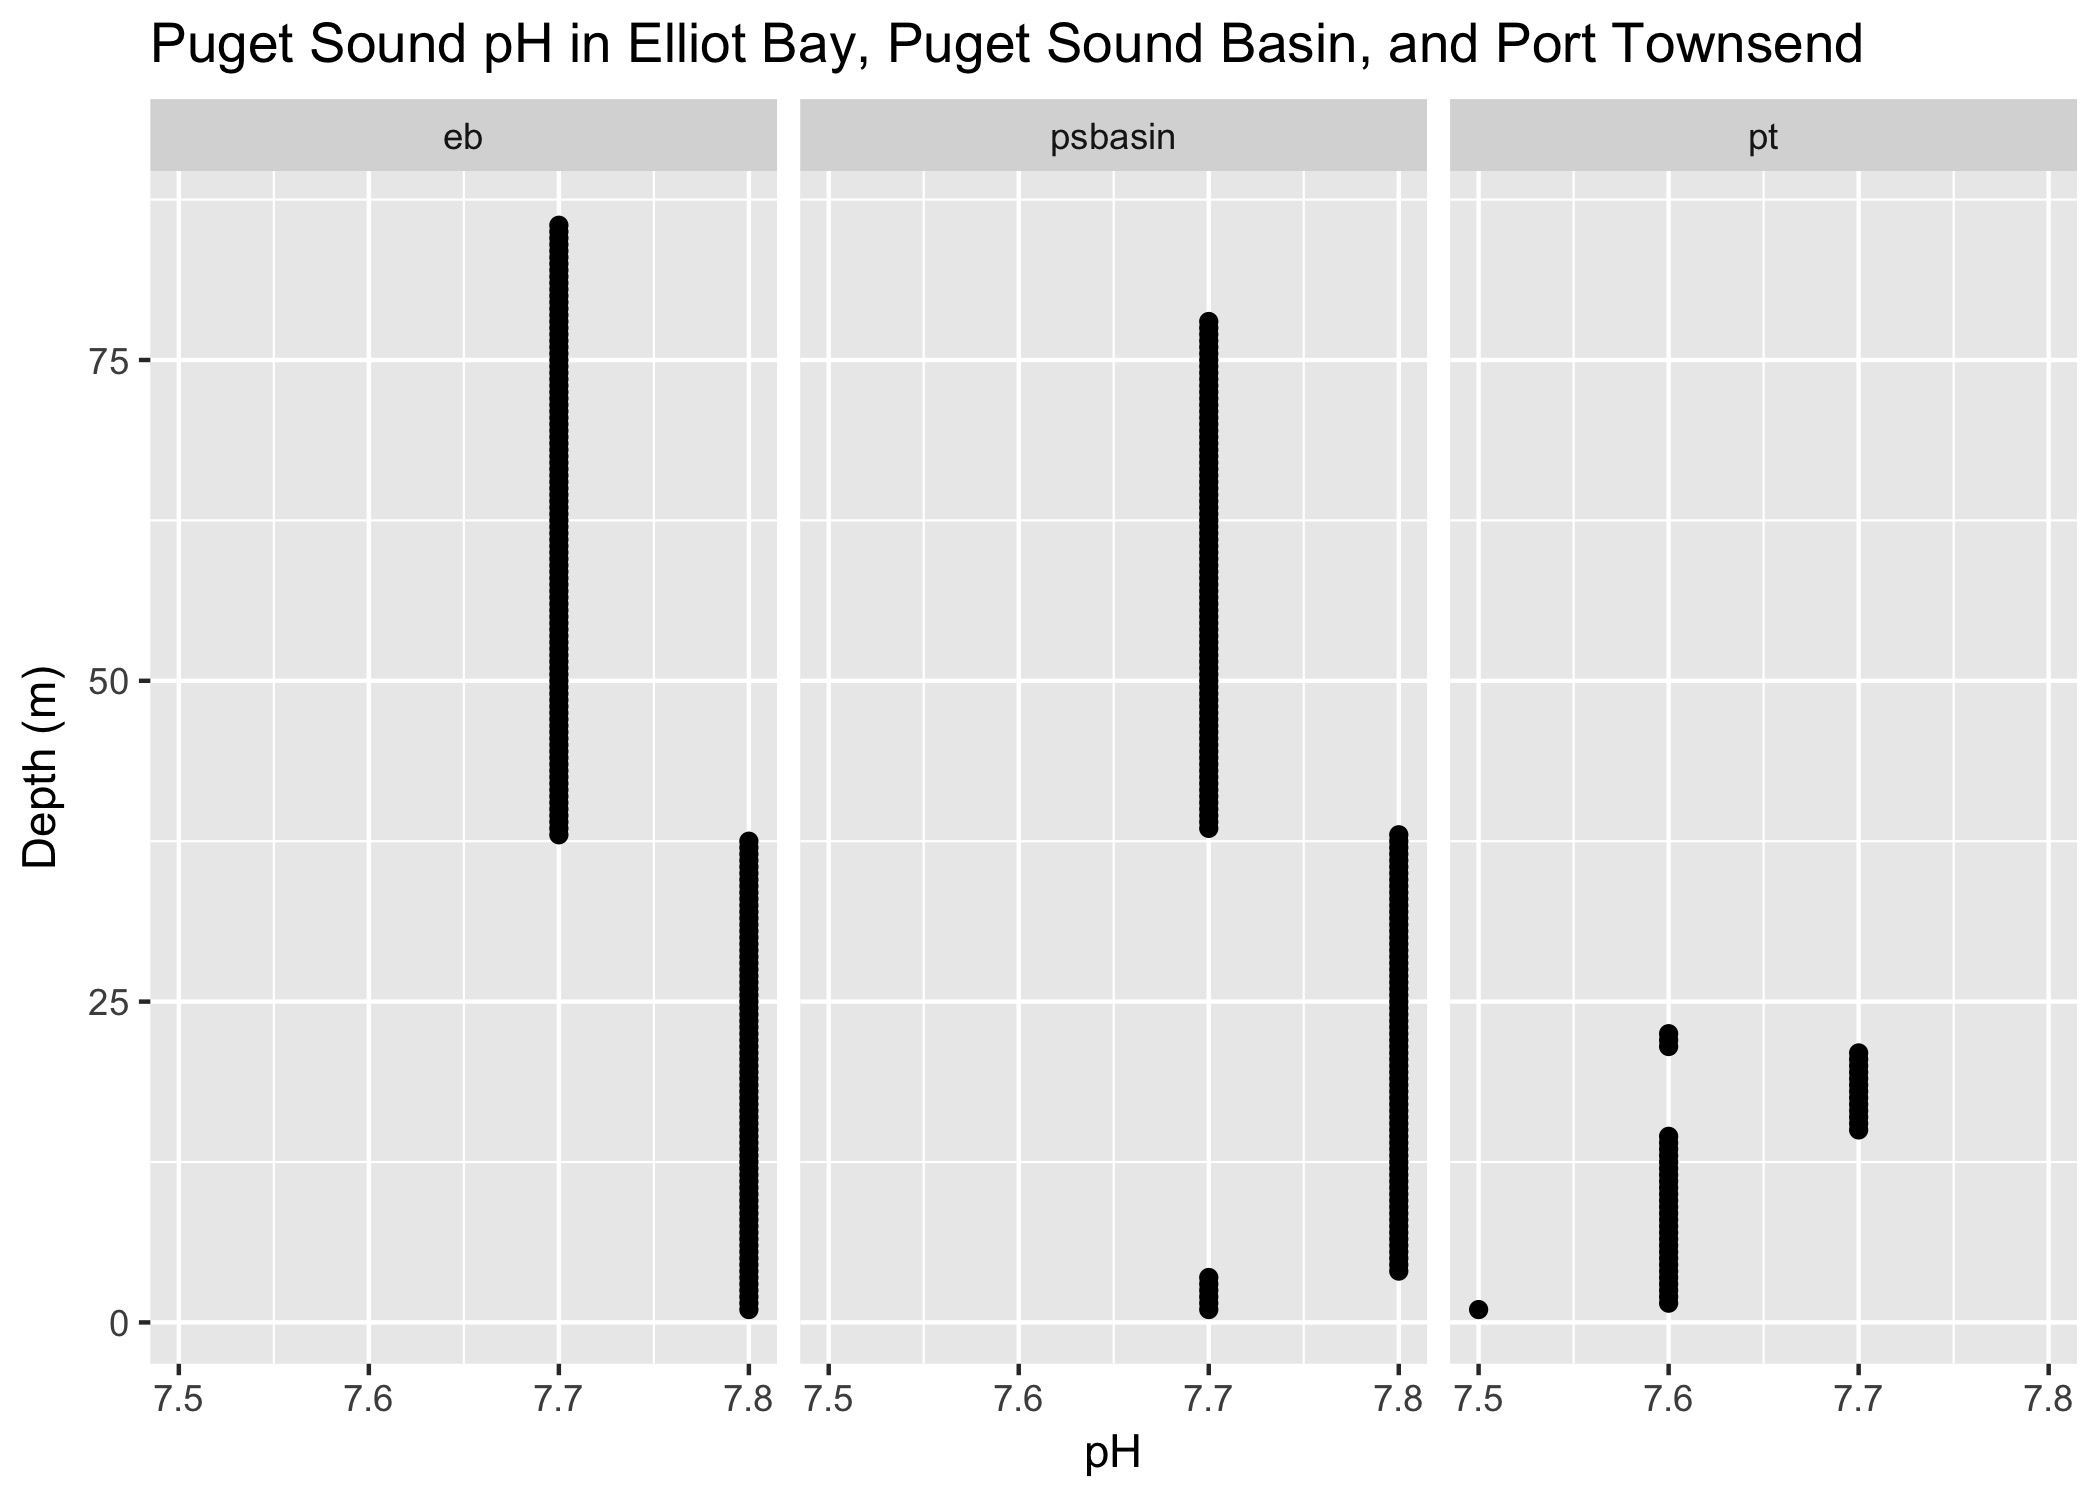 Puget Sound pH in Elliot Bay, Puget Sound Basin, and Port Townsend
eb psbasin pt
Depth (m)
75
50
25
0
7.5 7.6 7.7 7.8 7.5 7.6 7.7 7.8 7.5 7.6 7.7 7.8
pH